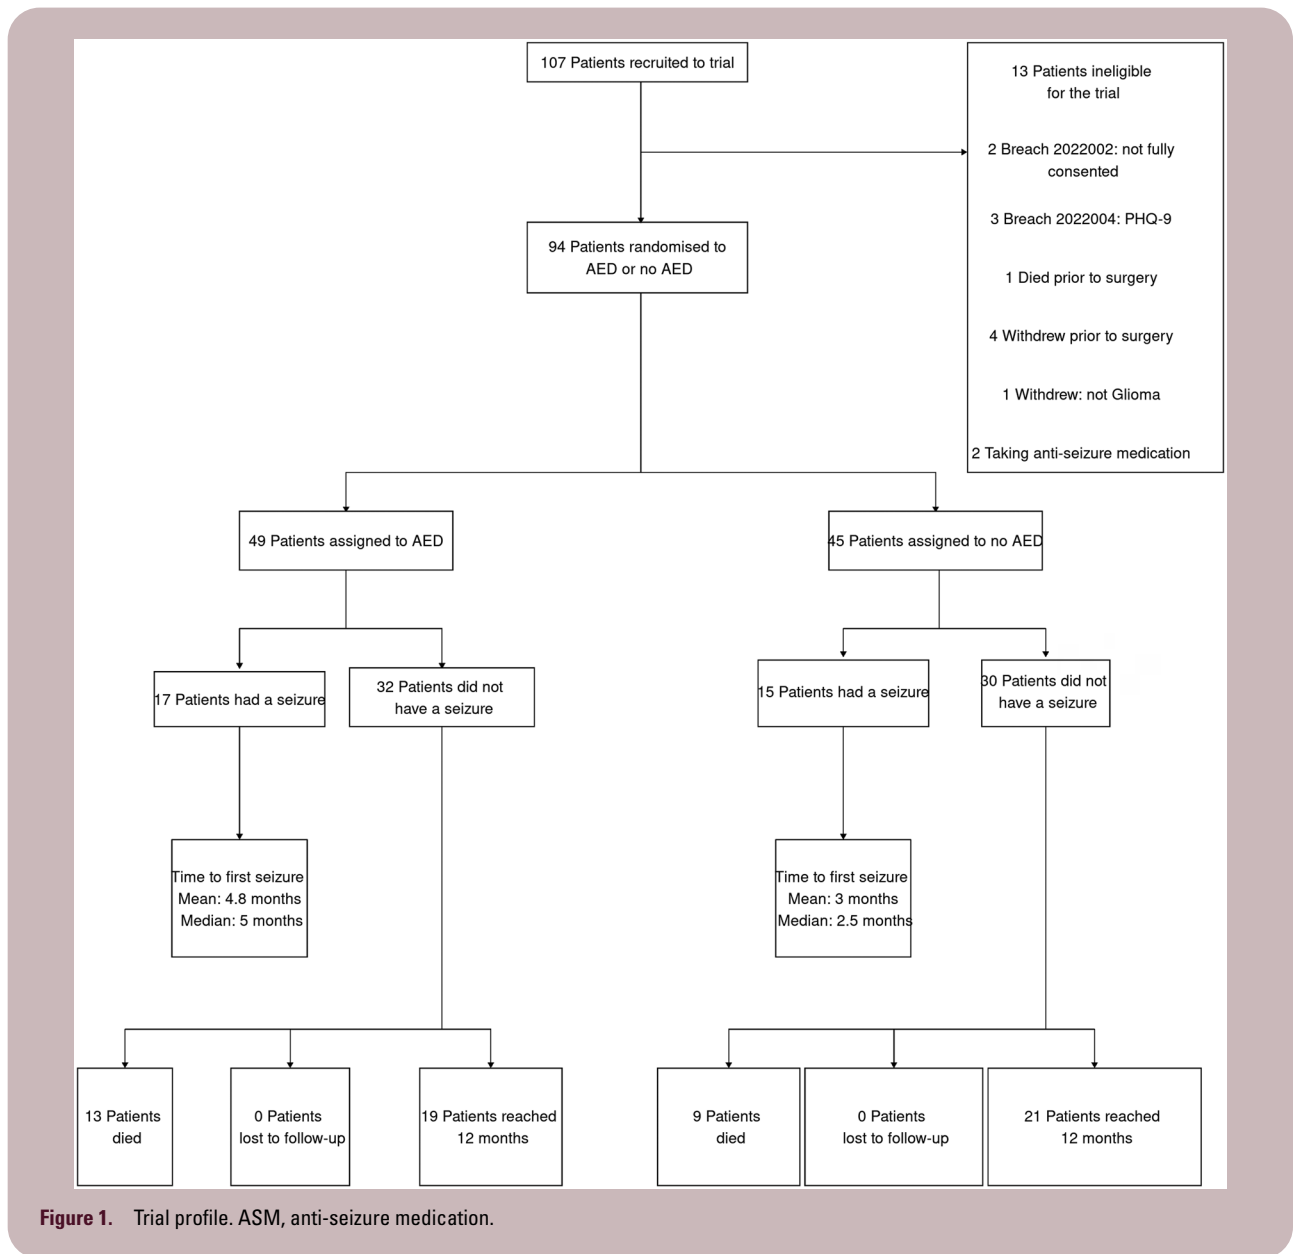 107 Patients recruited to trial
13 Patients ineligible
for the trial
2 Breach 2022002: not fully
consented
3 Breach 2022004: PHQ-9
1 Died prior to surgery
4 Withdrew prior to surgery
1 Withdrew: not Glioma
2 Taking anti-seizure medication
94 Patients randomised to
AED or no AED
49 Patients assigned to AED
45 Patients assigned to no AED
17 Patients had a seizure
32 Patients did not
have a seizure
15 Patients had a seizure
30 Patients did not
have a seizure
Time to first seizure
Mean: 4.8 months
Median: 5 months
Time to first seizure
Mean: 3 months
Median: 2.5 months
13 Patients
died
0 Patients
lost to follow-up
19 Patients reached
12 months
9 Patients
died
0 Patients
lost to follow-up
21 Patients reached
12 months
Figure 1. Trial profile. ASM, anti-seizure medication.